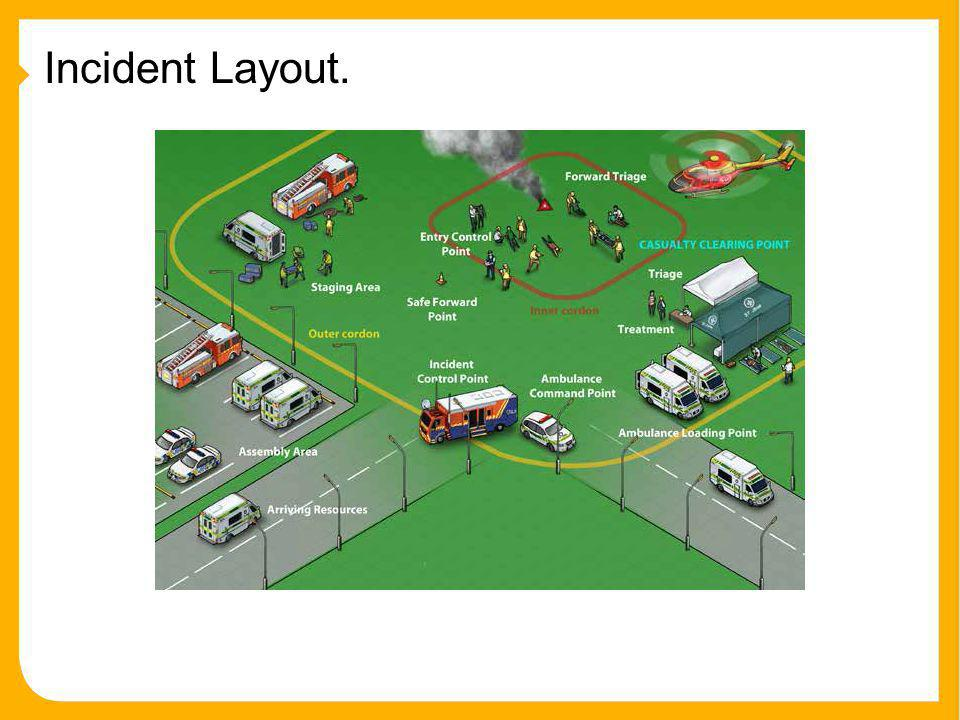 Incident Layout.
Forward Triage
Entry Control
Point
CASUALTY CLEARING POINT
Triage
Staging Area
Safe Forward
Point
Inner cordon
Outer cordon
Treatment
Incident
Control Point
Ambulance
Command Point
Ambulance Loading Point
Assembly Area
Arriving Resources